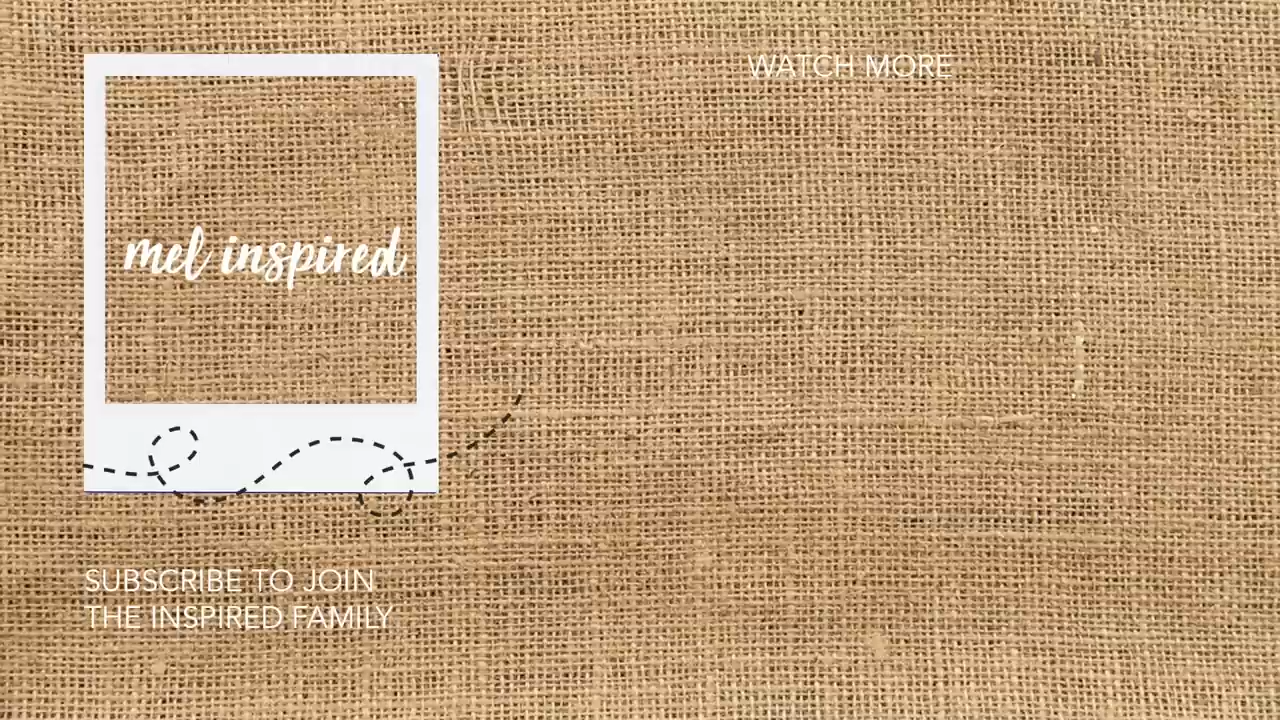 mel inspired
WATCH MORE
SUBSCRIBE TO JOIN
THE INSPIRED FAMILY